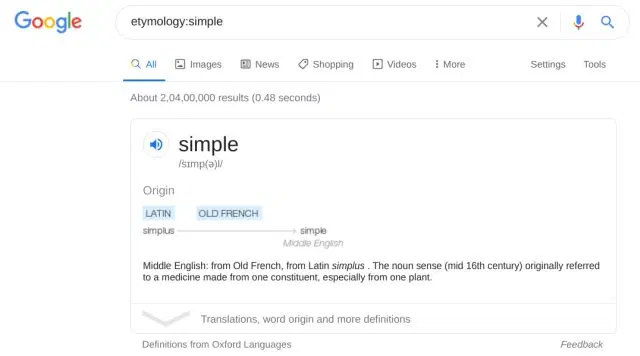 Google
etymology:simple
All Images News Shopping Videos More Settings Tools
About 2,04,00,000 results (0.48 seconds)
simple
/sɪmp(ə)l/
Origin
LATIN OLD FRENCH
simplus simple
Middle English
Middle English: from Old French, from Latin simplus . The noun sense (mid 16th century) originally referred
to a medicine made from one constituent, especially from one plant.
Translations, word origin and more definitions
Definitions from Oxford Languages Feedback